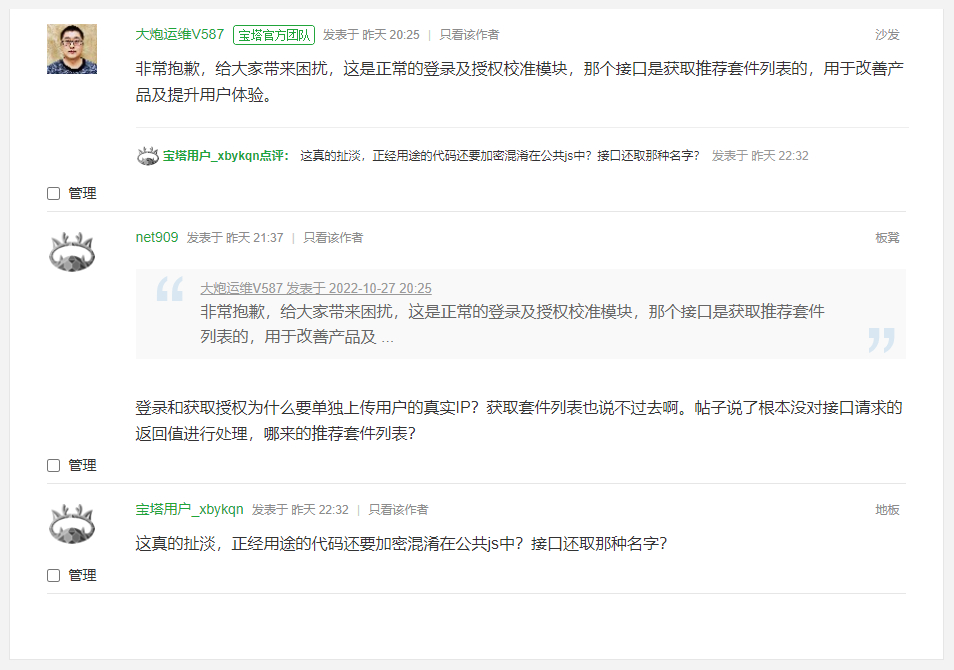 大炮运维V587 宝塔官方团队 发表于 昨天 20:25 | 只看该作者 沙发
非常抱歉，给大家带来困扰，这是正常的登录及授权校准模块，那个接口是获取推荐套件列表的，用于改善产
品及提升用户体验。
宝塔用户_xbykqn点评： 这真的扯淡，正经用途的代码还要加密混淆在公共js中？接口还取那种名字？ 发表于 昨天 22:32
管理
net909 发表于 昨天 21:37 | 只看该作者 板凳
大炮运维V587 发表于 2022-10-27 20:25
非常抱歉，给大家带来困扰，这是正常的登录及授权校准模块，那个接口是获取推荐套件
列表的，用于改善产品及 ...
登录和获取授权为什么要单独上传用户的真实IP？获取套件列表也说不过去啊。帖子说了根本没对接口请求的
返回值进行处理，哪来的推荐套件列表？
管理
宝塔用户_xbykqn 发表于 昨天 22:32 | 只看该作者 地板
这真的扯淡，正经用途的代码还要加密混淆在公共js中？接口还取那种名字？
管理